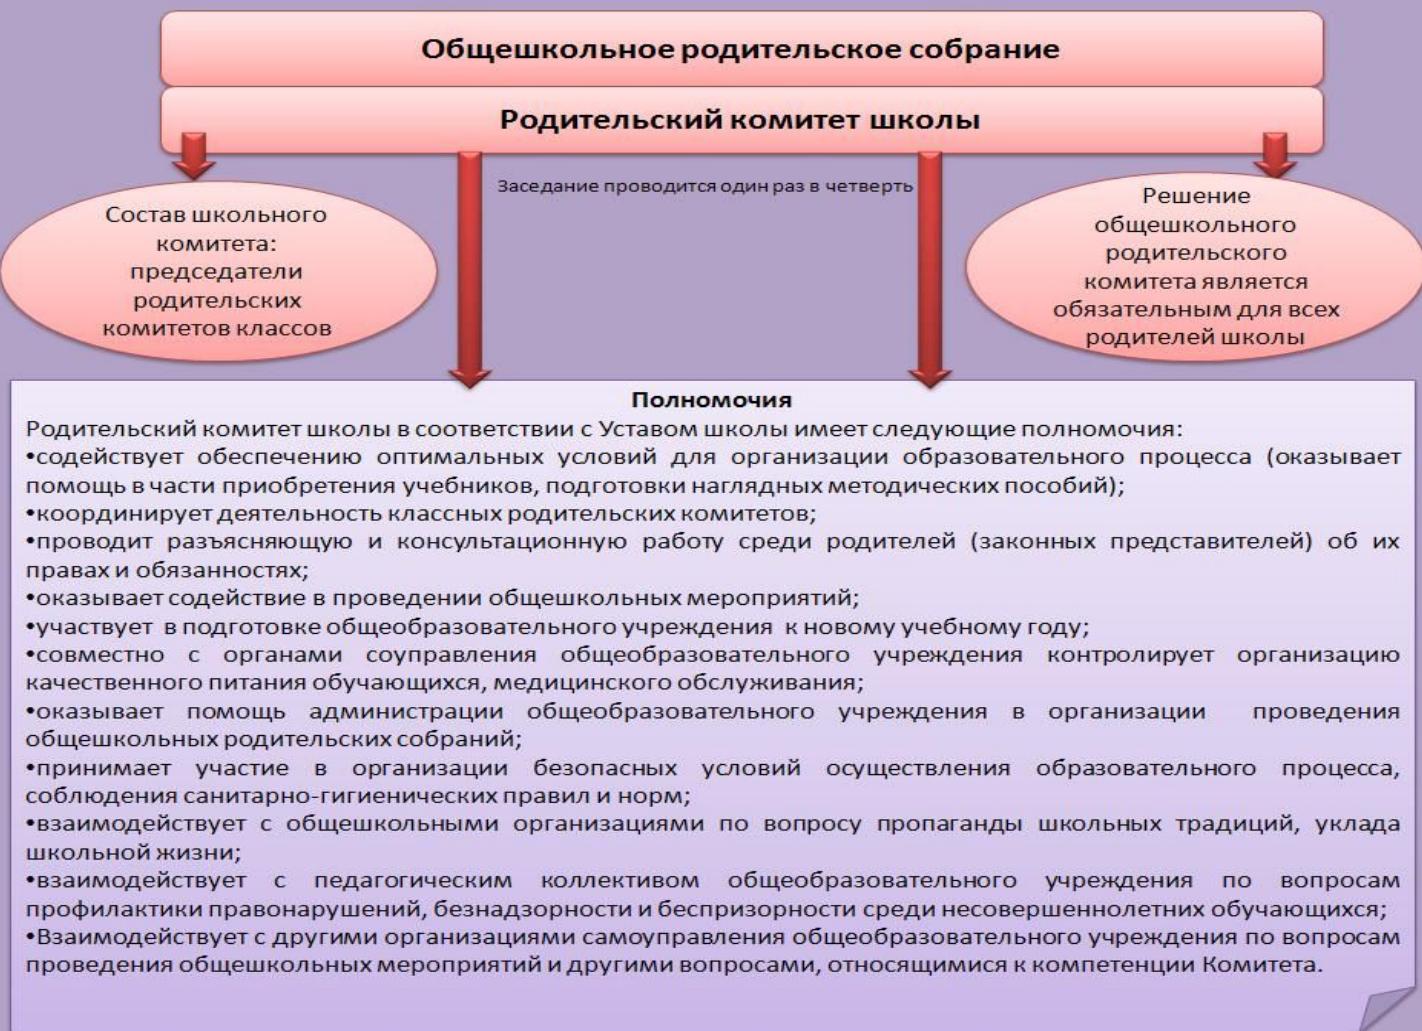 Общешкольное родительское собрание
Родительский комитет школы
Заседание проводится один раз в четверть
Состав школьного
комитета:
председатели
родительских
комитетов классов
Решение
общешкольного
родительского
комитета является
обязательным для всех
родителей школы
Полномочия
Родительский комитет школы в соответствии с Уставом школы имеет следующие полномочия:
•содействует обеспечению оптимальных условий для организации образовательного процесса (оказывает
помощь в части приобретения учебников, подготовки наглядных методических пособий);
•координирует деятельность классных родительских комитетов;
•проводит разъясняющую и консультационную работу среди родителей (законных представителей) об их
правах и обязанностях;
•оказывает содействие в проведении общешкольных мероприятий;
•участвует в подготовке общеобразовательного учреждения к новому учебному году;
•совместно с органами соуправления общеобразовательного учреждения контролирует организацию
качественного питания обучающихся, медицинского обслуживания;
•оказывает помощь администрации общеобразовательного учреждения в организации проведения
общешкольных родительских собраний;
•принимает участие в организации безопасных условий осуществления образовательного процесса,
соблюдения санитарно-гигиенических правил и норм;
•взаимодействует с общешкольными организациями по вопросу пропаганды школьных традиций, уклада
школьной жизни;
•взаимодействует с педагогическим коллективом общеобразовательного учреждения по вопросам
профилактики правонарушений, безнадзорности и беспризорности среди несовершеннолетних обучающихся;
•Взаимодействует с другими организациями самоуправления общеобразовательного учреждения по вопросам
проведения общешкольных мероприятий и другими вопросами, относящимися к компетенции Комитета.